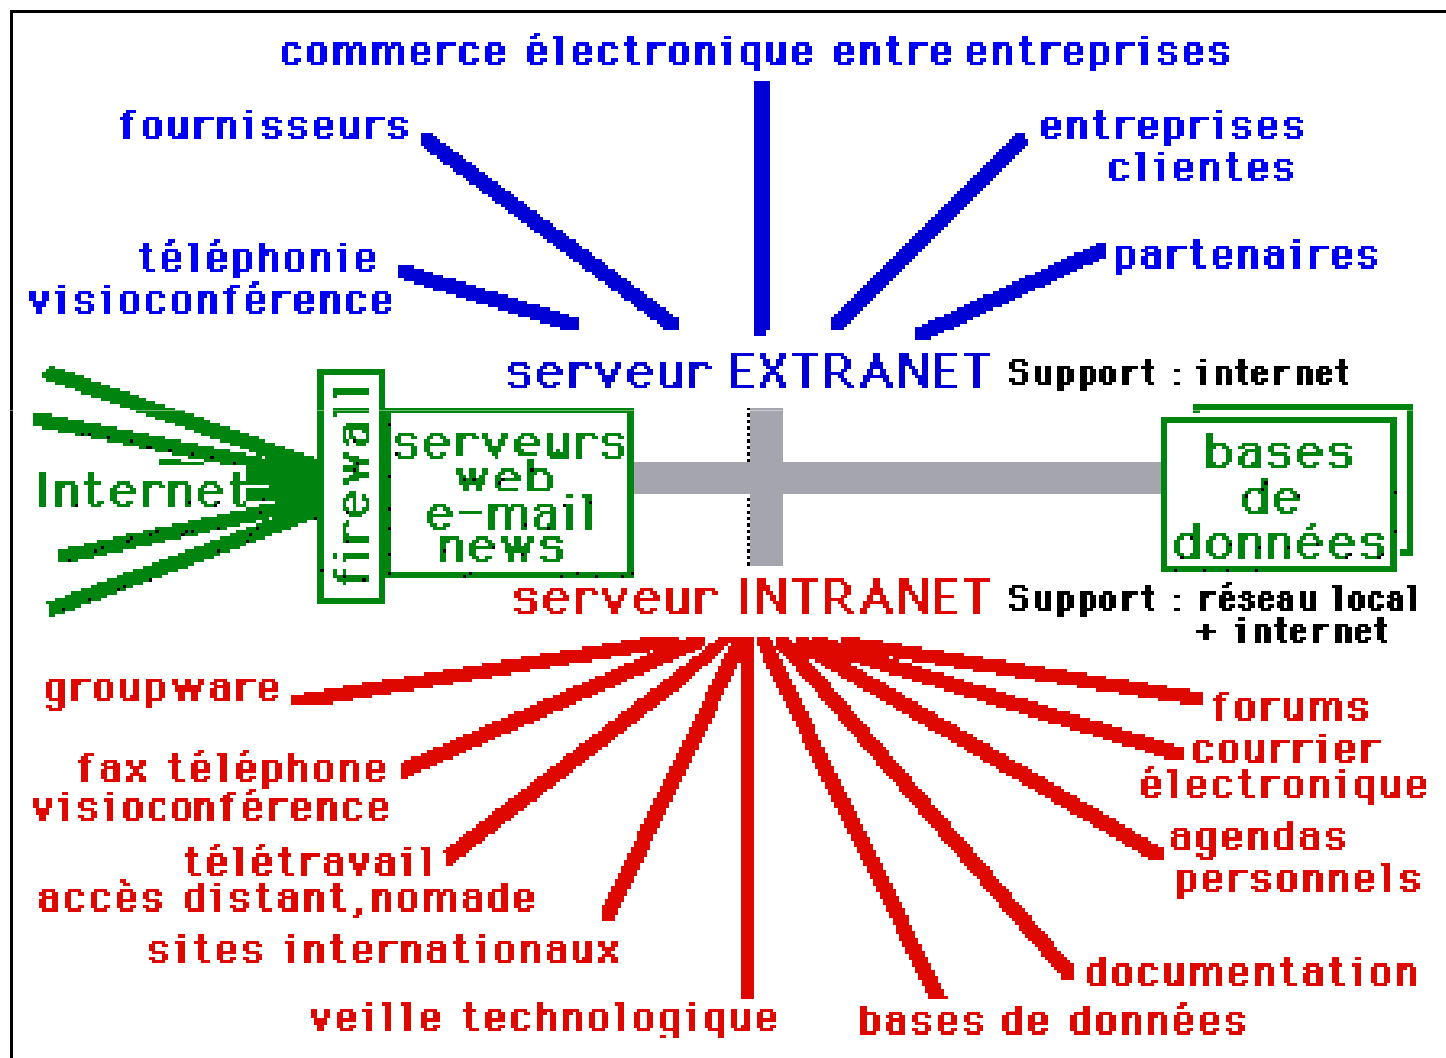 commerce électronique entre entreprises
fournisseurs
entreprises
clientes
téléphonie
visioconférence
partenaires
serveur EXTRANET
Support : internet
Internet
firewall
serveurs
web
e-mail
news
bases
de
données
serveur INTRANET
Support : réseau local
+ internet
groupware
forums
fax téléphone
visioconférence
courrier
électronique
télétravail
accès distant,nomade
agendas
personnels
sites internationaux
documentation
veille technologique
bases de données